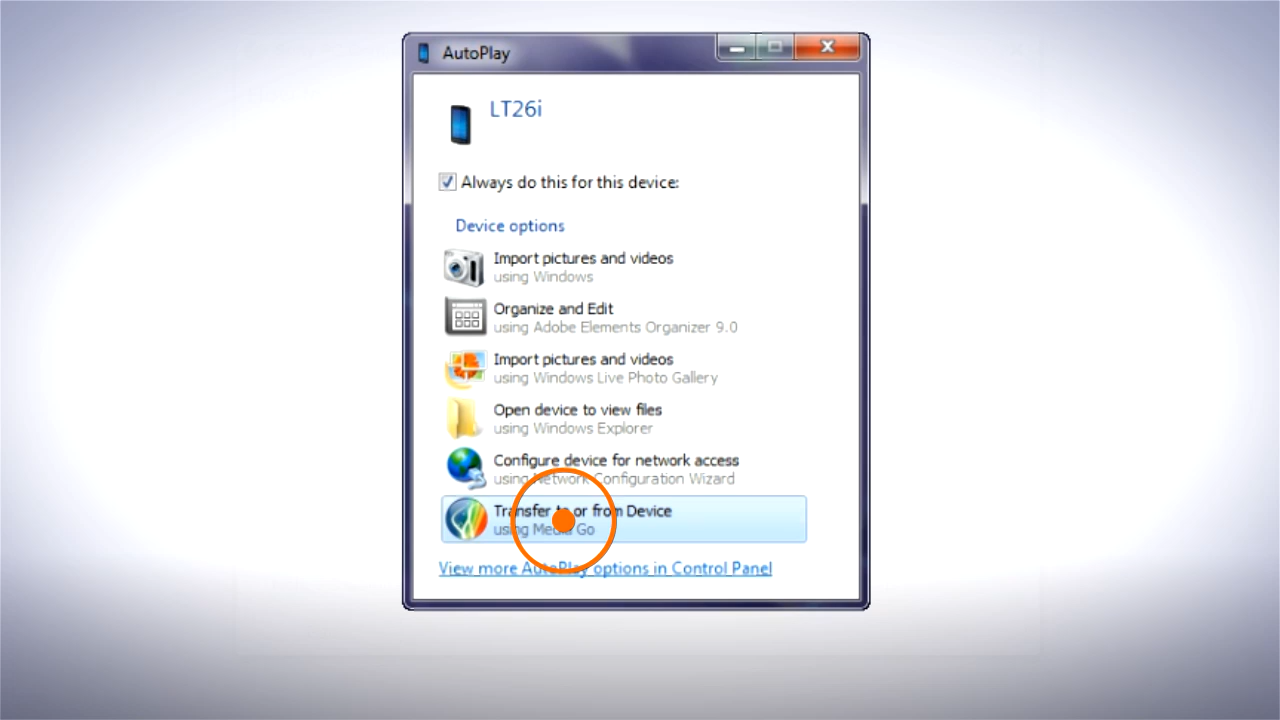 AutoPlay
LT26i
Always do this for this device:
Device options
Import pictures and videos
using Windows
Organize and Edit
using Adobe Elements Organizer 9.0
Import pictures and videos
using Windows Live Photo Gallery
Open device to view files
using Windows Explorer
Configure device for network access
using Network Configuration Wizard
Transfer to or from Device
using Media Go
View more AutoPlay options in Control Panel